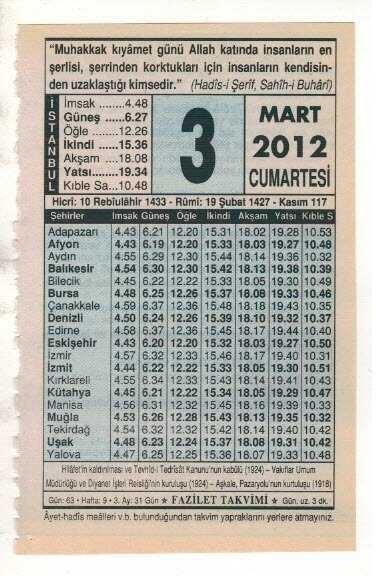 “Muhakkak kıyâmet günü Allah katında insanların en
şerlisi, şerrinden korktukları için insanların kendisin-
den uzaklaştığı kimsedir.” (Hadîs-i Şerîf, Sahîh-i Buhârî)
İSTANBUL
İmsak ........4.48
Güneş ......6.27
Öğle ........12.26
İkindi .....15.36
Akşam ....18.08
Yatsı.......19.34
Kıble Sa...10.48
3
MART
2012
CUMARTESİ
Hicrî: 10 Rebîulâhir 1433 - Rûmî: 19 Şubat 1427 - Kasım 117
Şehirler İmsak Güneş Öğle İkindi Akşam Yatsı Kıble S
Adapazarı 4.43 6.21 12.20 15.31 18.02 19.28 10.53
Afyon 4.43 6.19 12.20 15.33 18.03 19.27 10.48
Aydın 4.55 6.29 12.30 15.44 18.14 19.36 10.32
Balıkesir 4.54 6.30 12.30 15.42 18.13 19.38 10.39
Bilecik 4.45 6.22 12.22 15.33 18.05 19.30 10.49
Bursa 4.48 6.25 12.26 15.37 18.08 19.33 10.46
Çanakkale 4.59 6.37 12.36 15.48 18.18 19.43 10.35
Denizli 4.50 6.24 12.26 15.39 18.10 19.32 10.37
Edirne 4.58 6.37 12.36 15.45 18.17 19.44 10.40
Eskişehir 4.43 6.20 12.20 15.32 18.03 19.27 10.50
İzmir 4.57 6.32 12.33 15.46 18.17 19.40 10.31
İzmit 4.44 6.22 12.22 15.33 18.05 19.30 10.51
Kırklareli 4.55 6.34 12.33 15.43 18.14 19.41 10.43
Kütahya 4.45 6.21 12.22 15.34 18.05 19.29 10.47
Manisa 4.56 6.31 12.32 15.45 18.16 19.39 10.33
Muğla 4.53 6.26 12.28 15.43 18.13 19.35 10.32
Tekirdağ 4.54 6.32 12.32 15.42 18.14 19.40 10.42
Uşak 4.48 6.23 12.24 15.37 18.08 19.31 10.42
Yalova 4.47 6.25 12.25 15.36 18.07 19.33 10.48
Hilâfet'in kaldırılması ve Tevhîd-i Tedrîsât Kanunu'nun kabûlü (1924) – Vakıflar Umum
Müdürlüğü ve Diyanet İşleri Reisliği'nin kuruluşu (1924) – Aşkale, Pazaryolu'nun kurtuluşu (1918)
Gün: 63 • Hafta: 9 • 3. Ay: 31 Gün ★ FAZİLET TAKVİMİ ★ Gün. uz. 3 dk.
Âyet-hadîs meâlleri v.b. bulunduğundan takvim yapraklarını yerlere atmayınız.